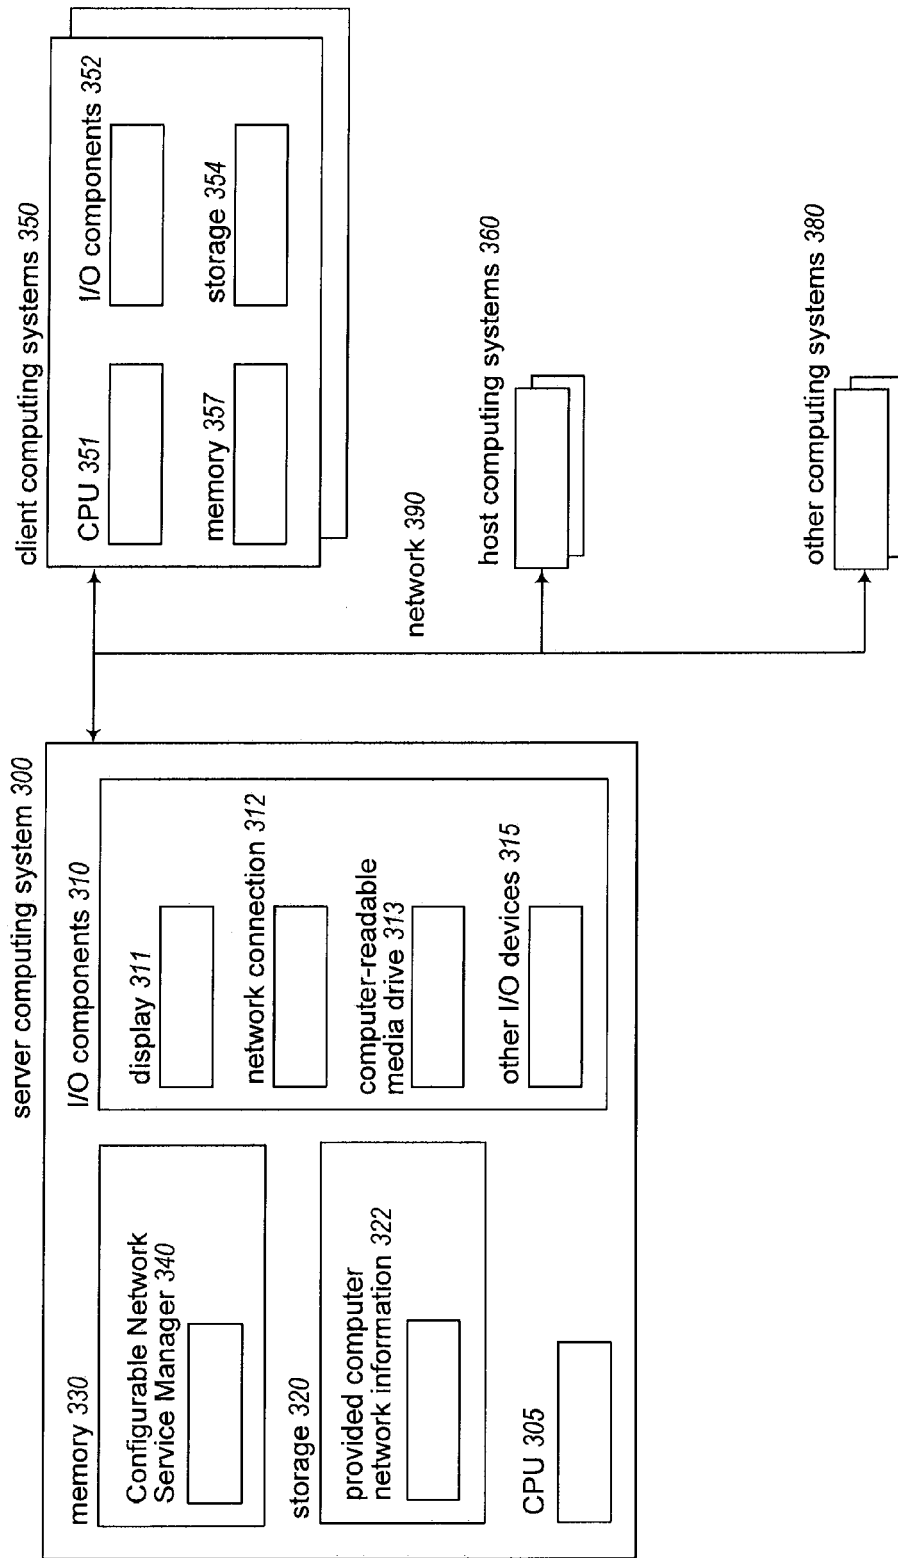 server computing system 300
memory 330
Configurable Network
Service Manager 340
storage 320
provided computer
network information 322
CPU 305
I/O components 310
display 311
network connection 312
computer-readable
media drive 313
other I/O devices 315
client computing systems 350
CPU 351
I/O components 352
memory 357
storage 354
network 390
host computing systems 360
other computing systems 380